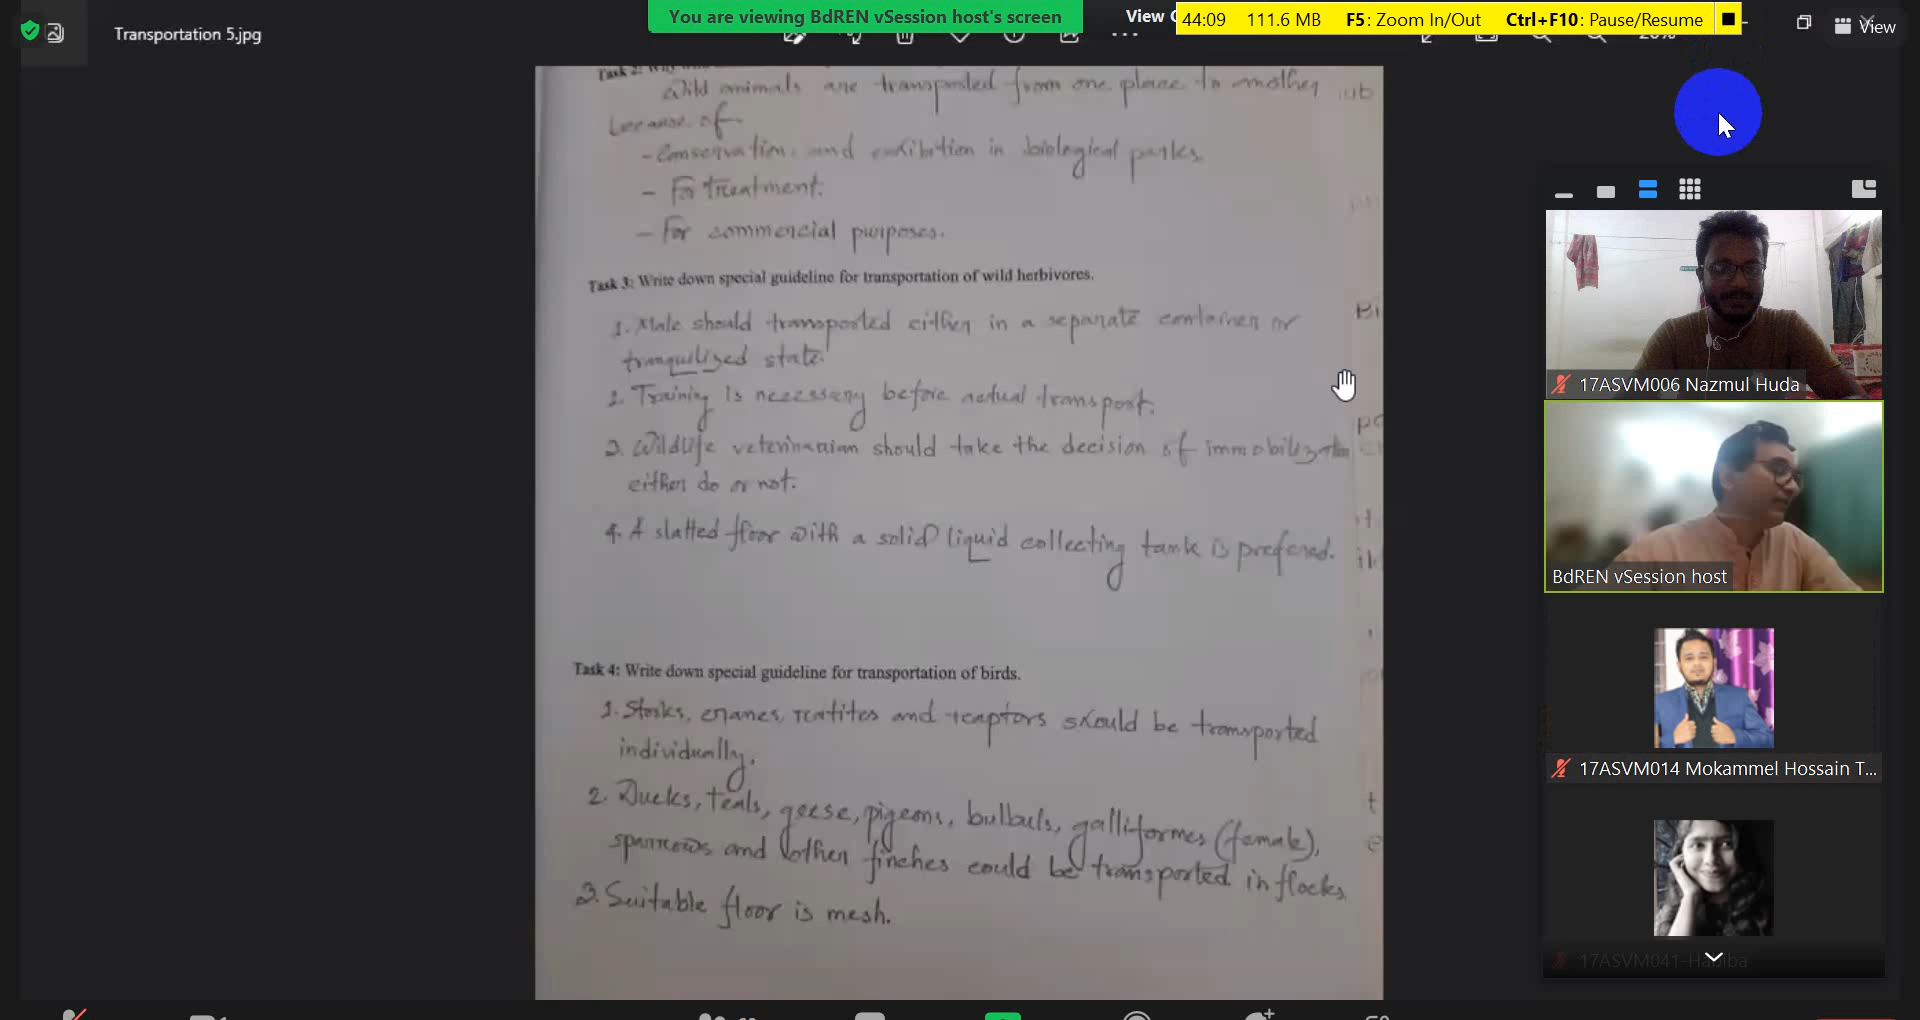 You are viewing BdREN vSession host's screen
View
44:09 111.6 MB F5: Zoom In/Out Ctrl+F10: Pause/Resume
View
Transportation 5.jpg
Task 2:
Wild animals are transported from one place to another
because of
- Conservation and exhibition in biological parks.
- For treatment.
- For commercial purposes.
Task 3: Write down special guideline for transportation of wild herbivores.
1. Male should transported either in a separate container or
tranquilized state.
2. Training is necessary before actual transport.
3. Wildlife veterinarian should take the decision of immobilization
either do or not.
4. A slatted floor with a solid liquid collecting tank is prefered.
Task 4: Write down special guideline for transportation of birds.
1. Storks, cranes, ratites and raptors should be transported
individually.
2. Ducks, teals, geese, pigeons, bulbuls, galliformes (female),
sparrows and other finches could be transported in flocks.
3. Suitable floor is mesh.
17ASVM006 Nazmul Huda
BdREN vSession host
17ASVM014 Mokammel Hossain T...
17ASVM041-Habiba